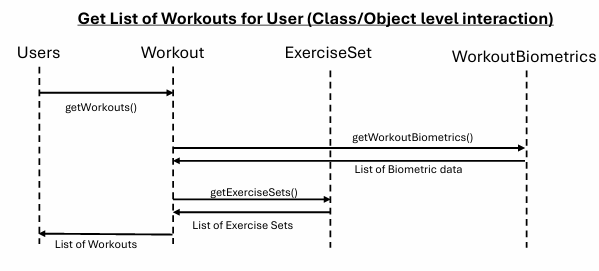 Get List of Workouts for User (Class/Object level interaction)
Users
Workout
ExerciseSet
WorkoutBiometrics
getWorkouts()
getWorkoutBiometrics()
List of Biometric data
getExerciseSets()
List of Exercise Sets
List of Workouts